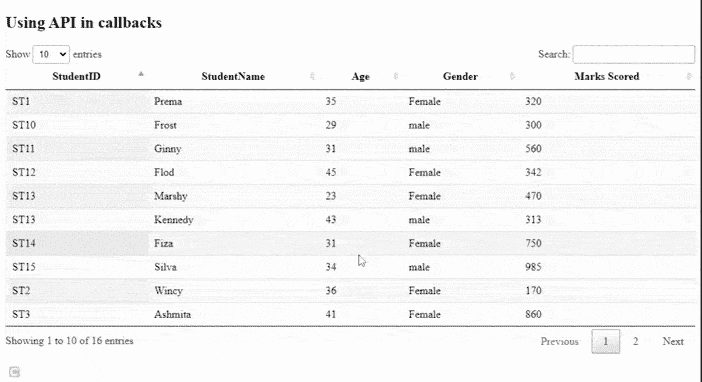 Using API in callbacks
Show 10 entries Search:
StudentID StudentName Age Gender Marks Scored
ST1 Prema 35 Female 320
ST10 Frost 29 male 300
ST11 Ginny 31 male 560
ST12 Flod 45 Female 342
ST13 Marshy 23 Female 470
ST13 Kennedy 43 male 313
ST14 Fiza 31 Female 750
ST15 Silva 34 male 985
ST2 Wincy 36 Female 170
ST3 Ashmita 41 Female 860
Showing 1 to 10 of 16 entries Previous 1 2 Next